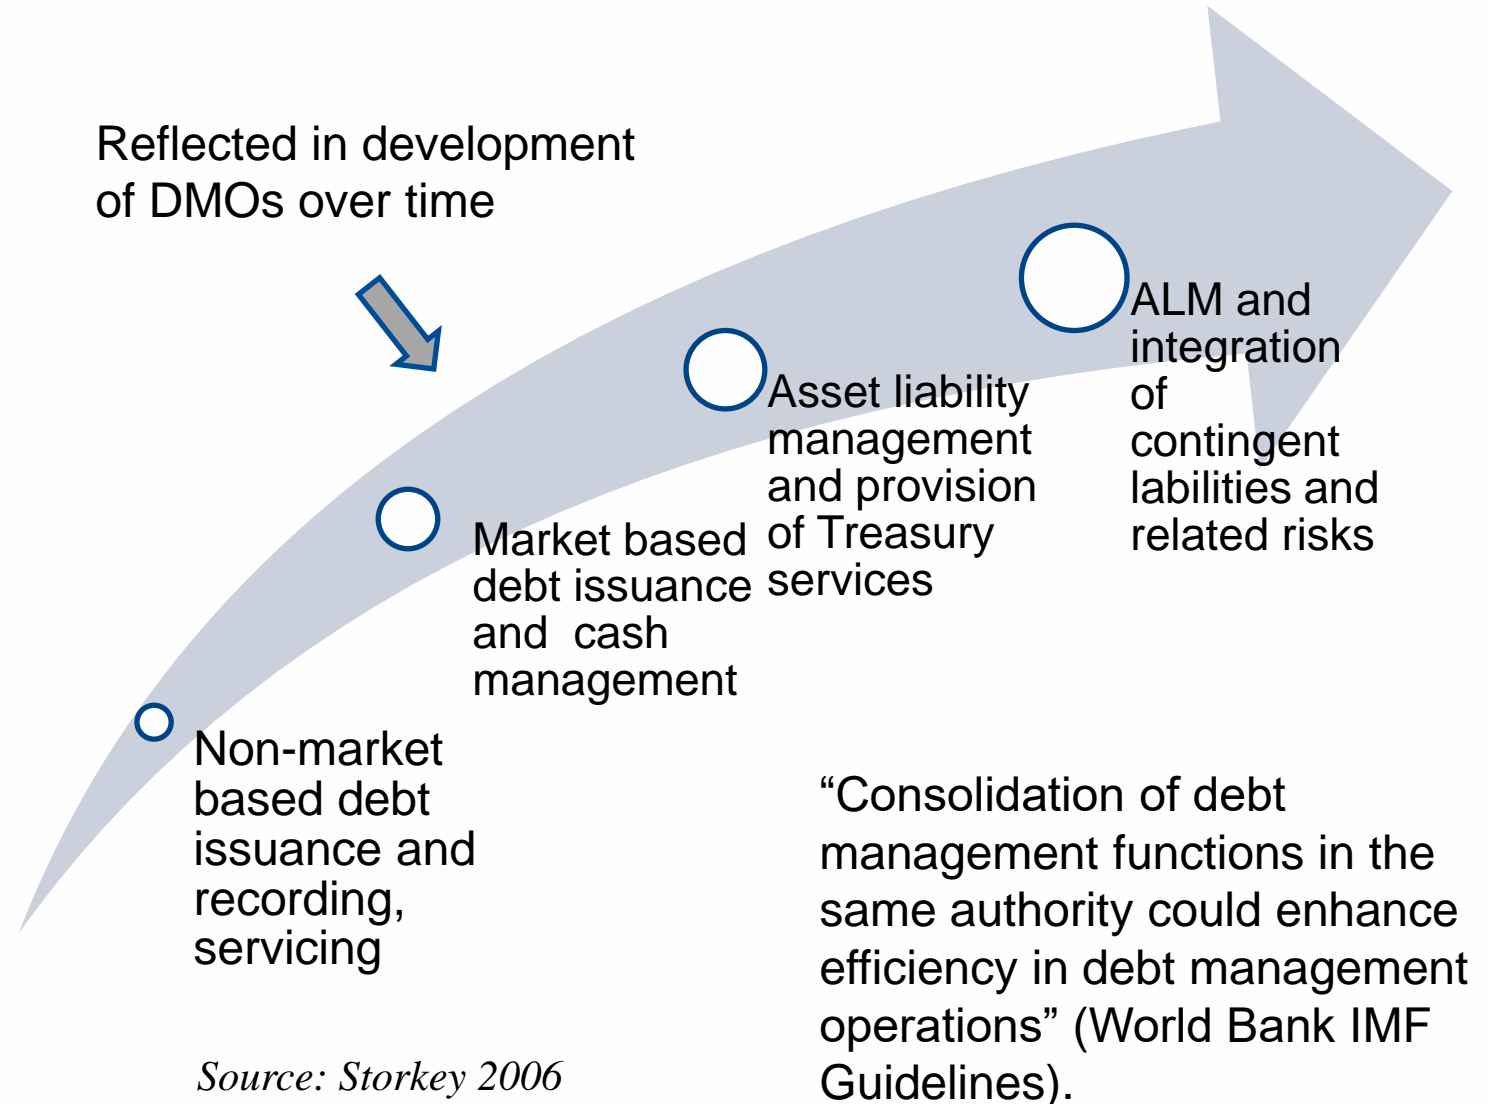 Reflected in development
of DMOs over time
ALM and
integration
of
contingent
labilities and
related risks
Asset liability
management
and provision
of Treasury
services
Market based
debt issuance
and  cash
management
Non-market
based debt
issuance and
recording,
servicing
“Consolidation of debt
management functions in the
same authority could enhance
efficiency in debt management
operations” (World Bank IMF
Guidelines).
Source: Storkey 2006